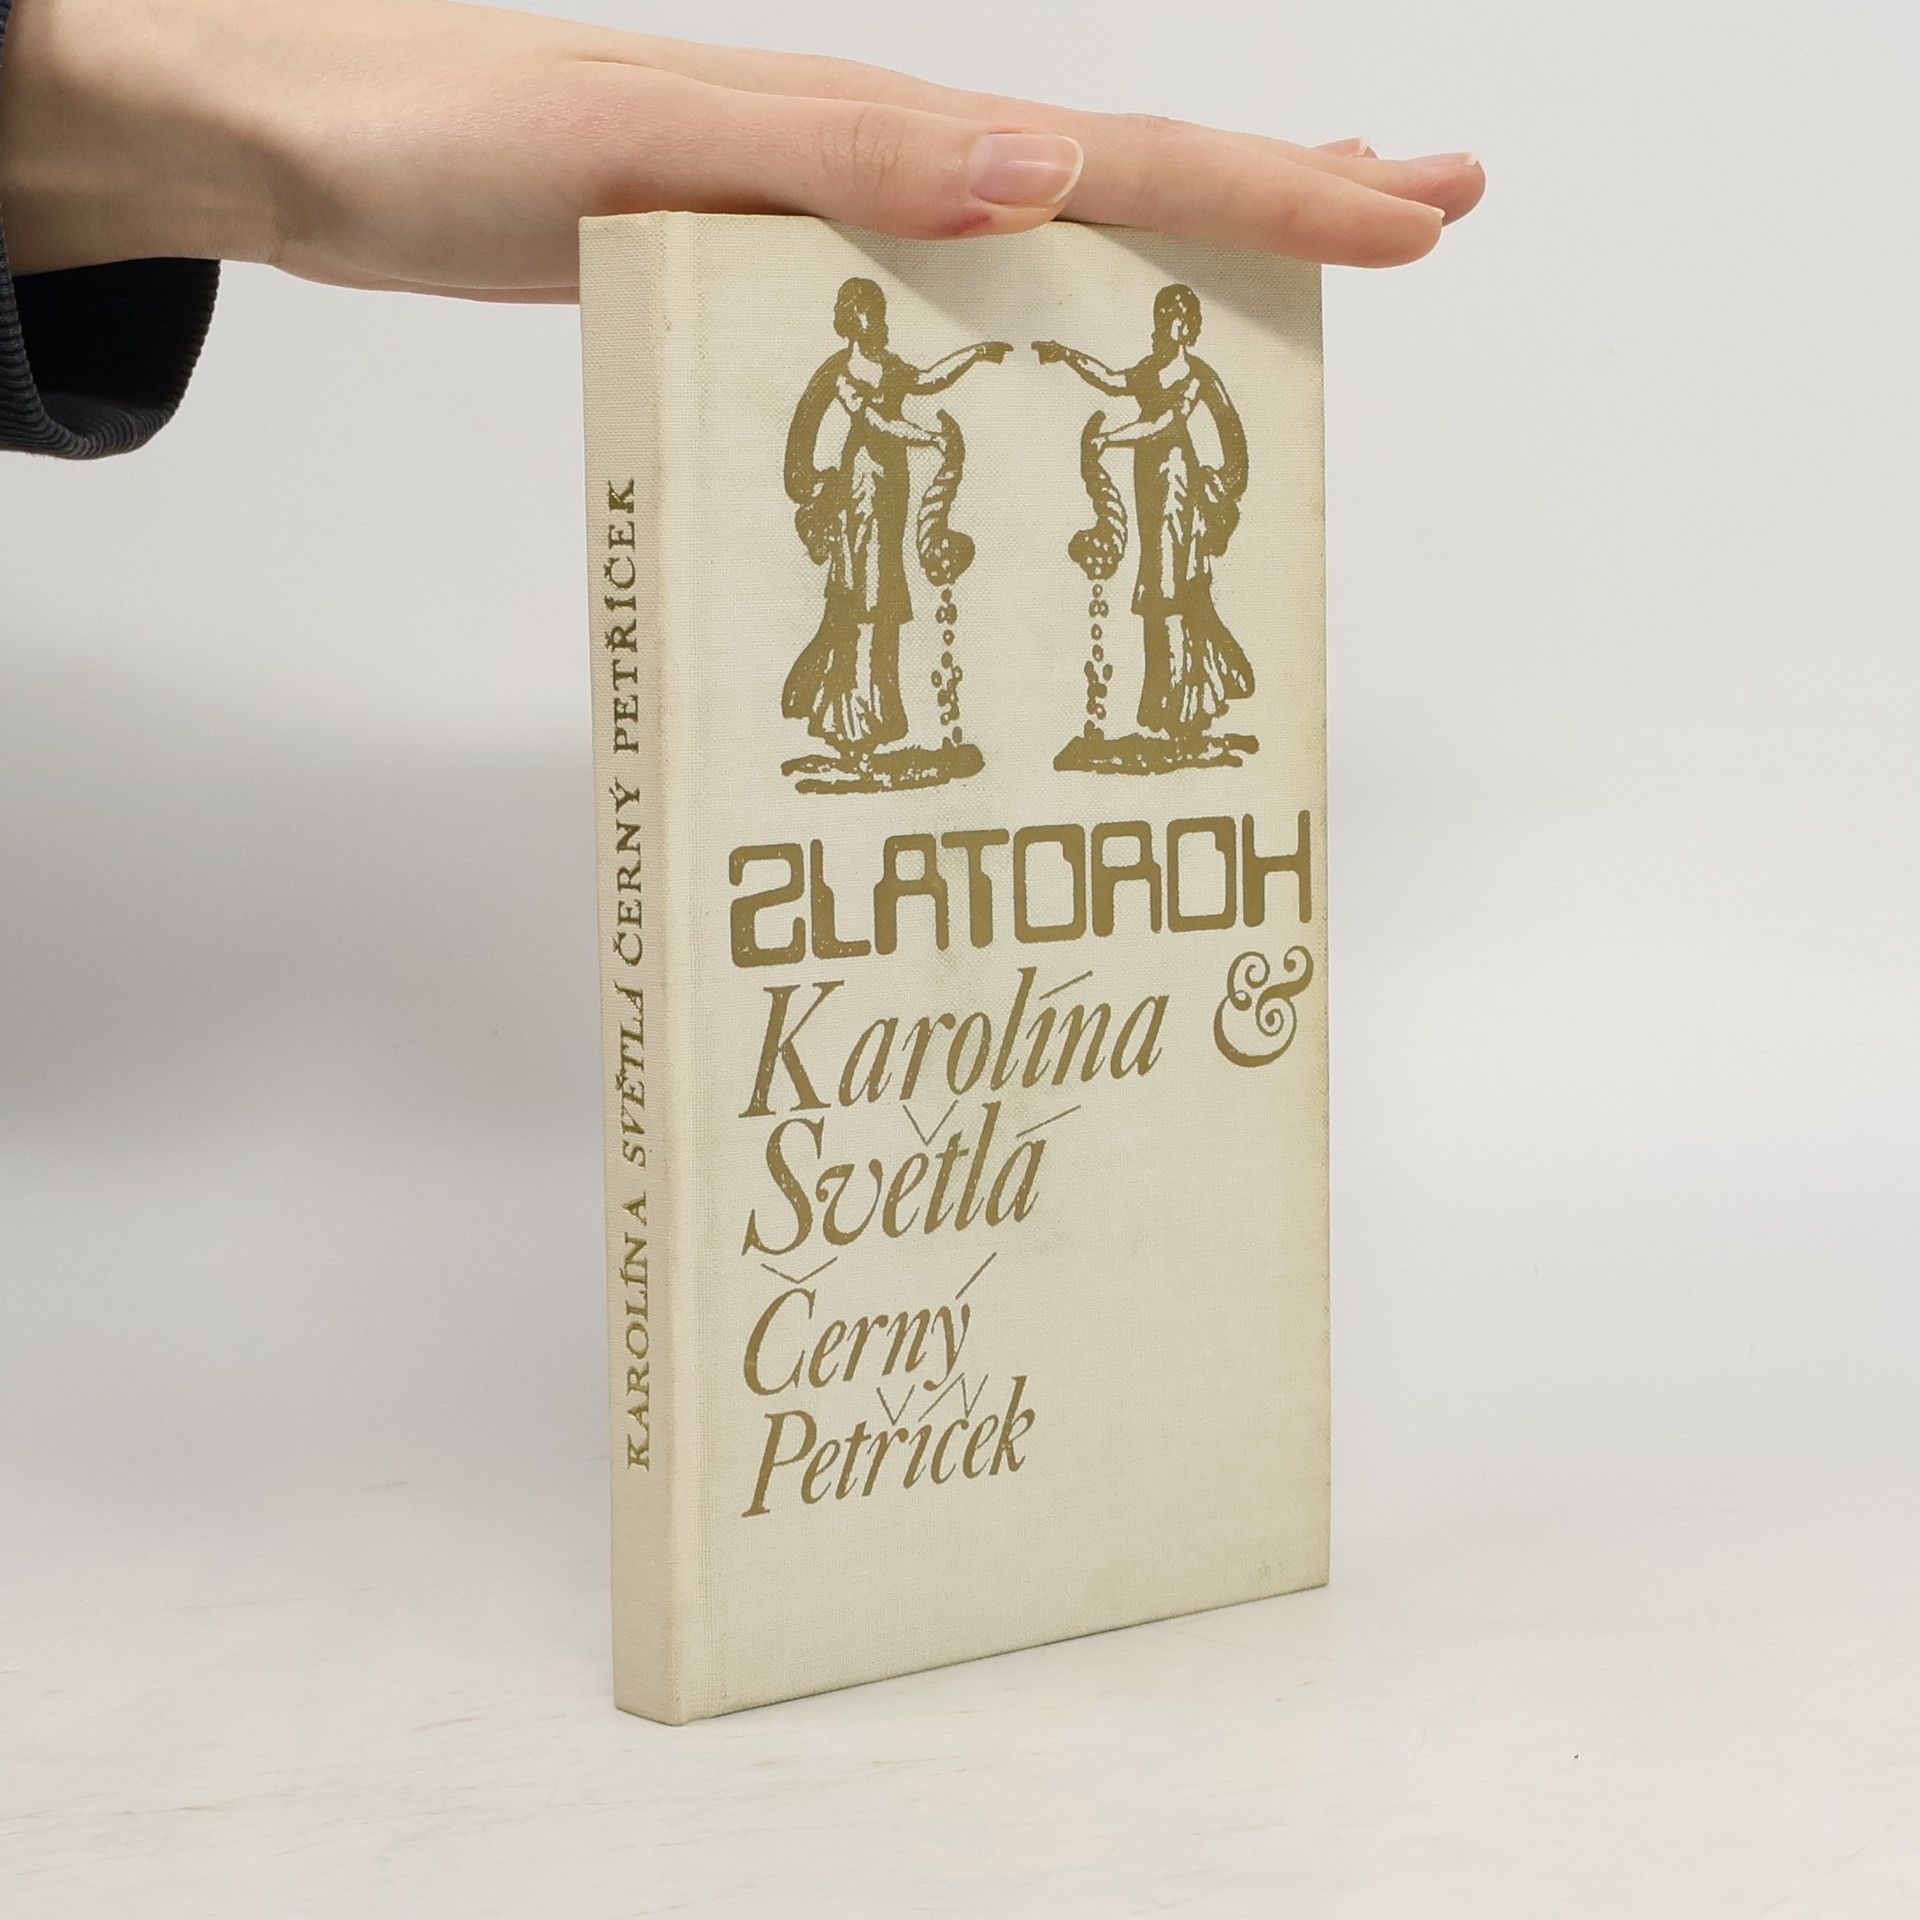 KAROLÍNA SVĚTLÁ ČERNÝ PETŘÍČEK
ZLATOROH
Karolína &
Světlá
Černý
Petříček